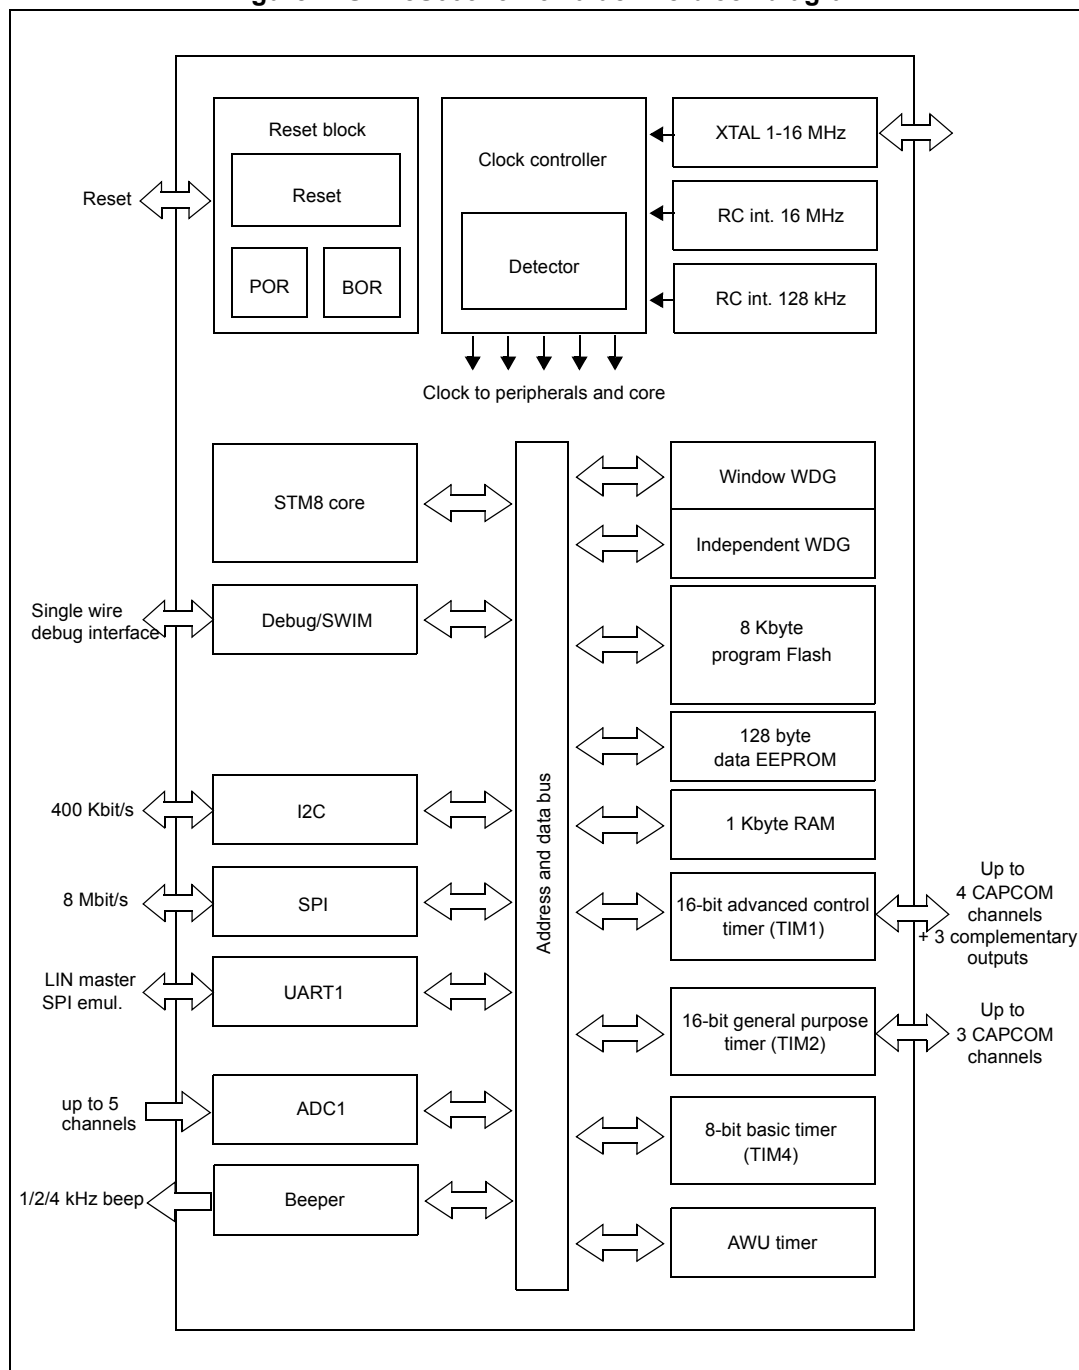 Reset block
Reset
POR
BOR
Reset
Clock controller
Detector
XTAL 1-16 MHz
RC int. 16 MHz
RC int. 128 kHz
Clock to peripherals and core
STM8 core
Single wire
debug interface
Debug/SWIM
400 Kbit/s
I2C
8 Mbit/s
SPI
LIN master
SPI emul.
UART1
up to 5
channels
ADC1
1/2/4 kHz beep
Beeper
Address and data bus
Window WDG
Independent WDG
8 Kbyte
program Flash
128 byte
data EEPROM
1 Kbyte RAM
16-bit advanced control
timer (TIM1)
Up to
4 CAPCOM
channels
+ 3 complementary
outputs
16-bit general purpose
timer (TIM2)
Up to
3 CAPCOM
channels
8-bit basic timer
(TIM4)
AWU timer